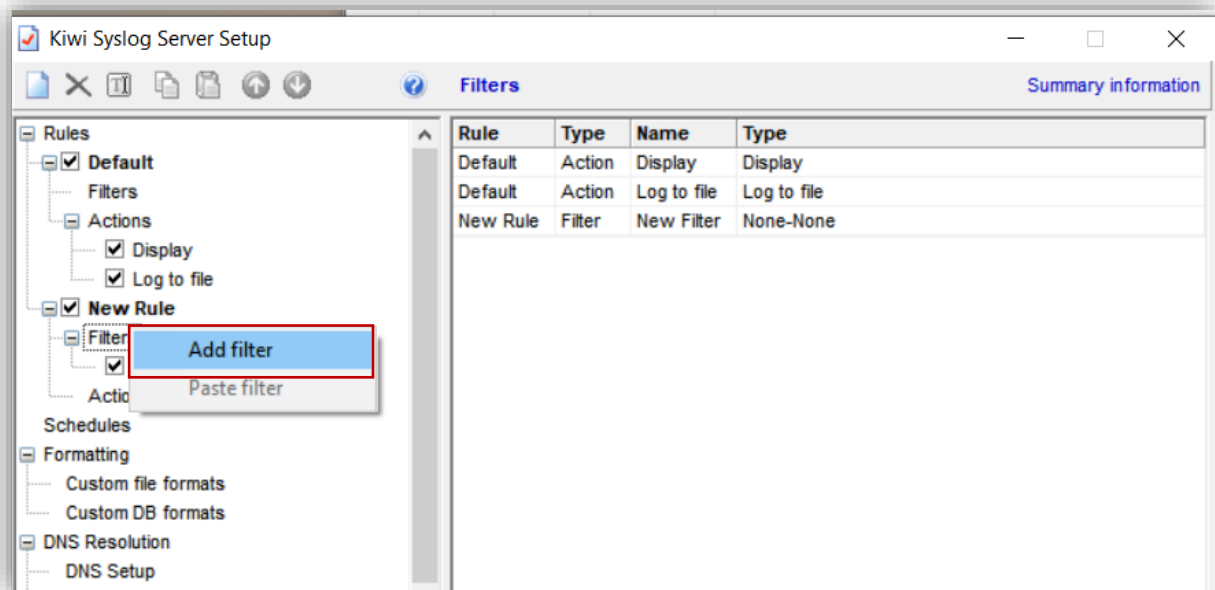 Kiwi Syslog Server Setup
Filters
Summary information
Rules
Default
Filters
Actions
Display
Log to file
New Rule
Filter
Add filter
Paste filter
Actio
Schedules
Formatting
Custom file formats
Custom DB formats
DNS Resolution
DNS Setup
Rule Type Name Type
Default Action Display Display
Default Action Log to file Log to file
New Rule Filter New Filter None-None